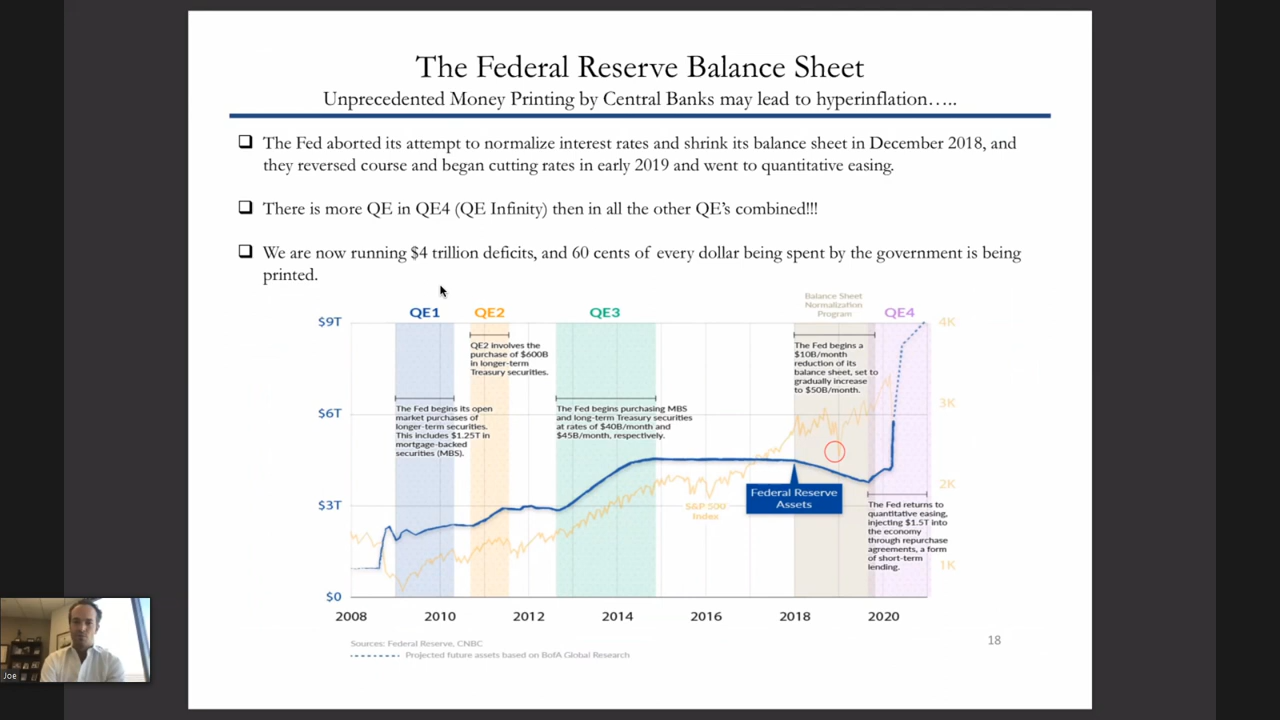 The Federal Reserve Balance Sheet
Unprecedented Money Printing by Central Banks may lead to hyperinflation…..
The Fed aborted its attempt to normalize interest rates and shrink its balance sheet in December 2018, and
they reversed course and began cutting rates in early 2019 and went to quantitative easing.
There is more QE in QE4 (QE Infinity) then in all the other QE's combined!!!
We are now running $4 trillion deficits, and 60 cents of every dollar being spent by the government is being
printed.
Balance Sheet
Normalization
Program
QE1
QE2
QE3
QE4
$9T
4K
QE2 involves the
purchase of $600B
in longer-term
Treasury securities.
The Fed begins a
$10B/month
reduction of its
balance sheet, set to
gradually increase
to $50B/month.
$6T
3K
The Fed begins its open
market purchases of
longer-term securities.
This includes $1.25T in
mortgage-backed
securities (MBS).
The Fed begins purchasing MBS
and long-term Treasury securities
at rates of $40B/month and
$45B/month, respectively.
2K
Federal Reserve
Assets
$3T
S&P 500
Index
The Fed returns to
quantitative easing,
injecting $1.5T into
the economy
through repurchase
agreements, a form
of short-term
lending.
1K
$0
2008
2010
2012
2014
2016
2018
2020
Sources: Federal Reserve, CNBC
Projected future assets based on BofA Global Research
18
Joe